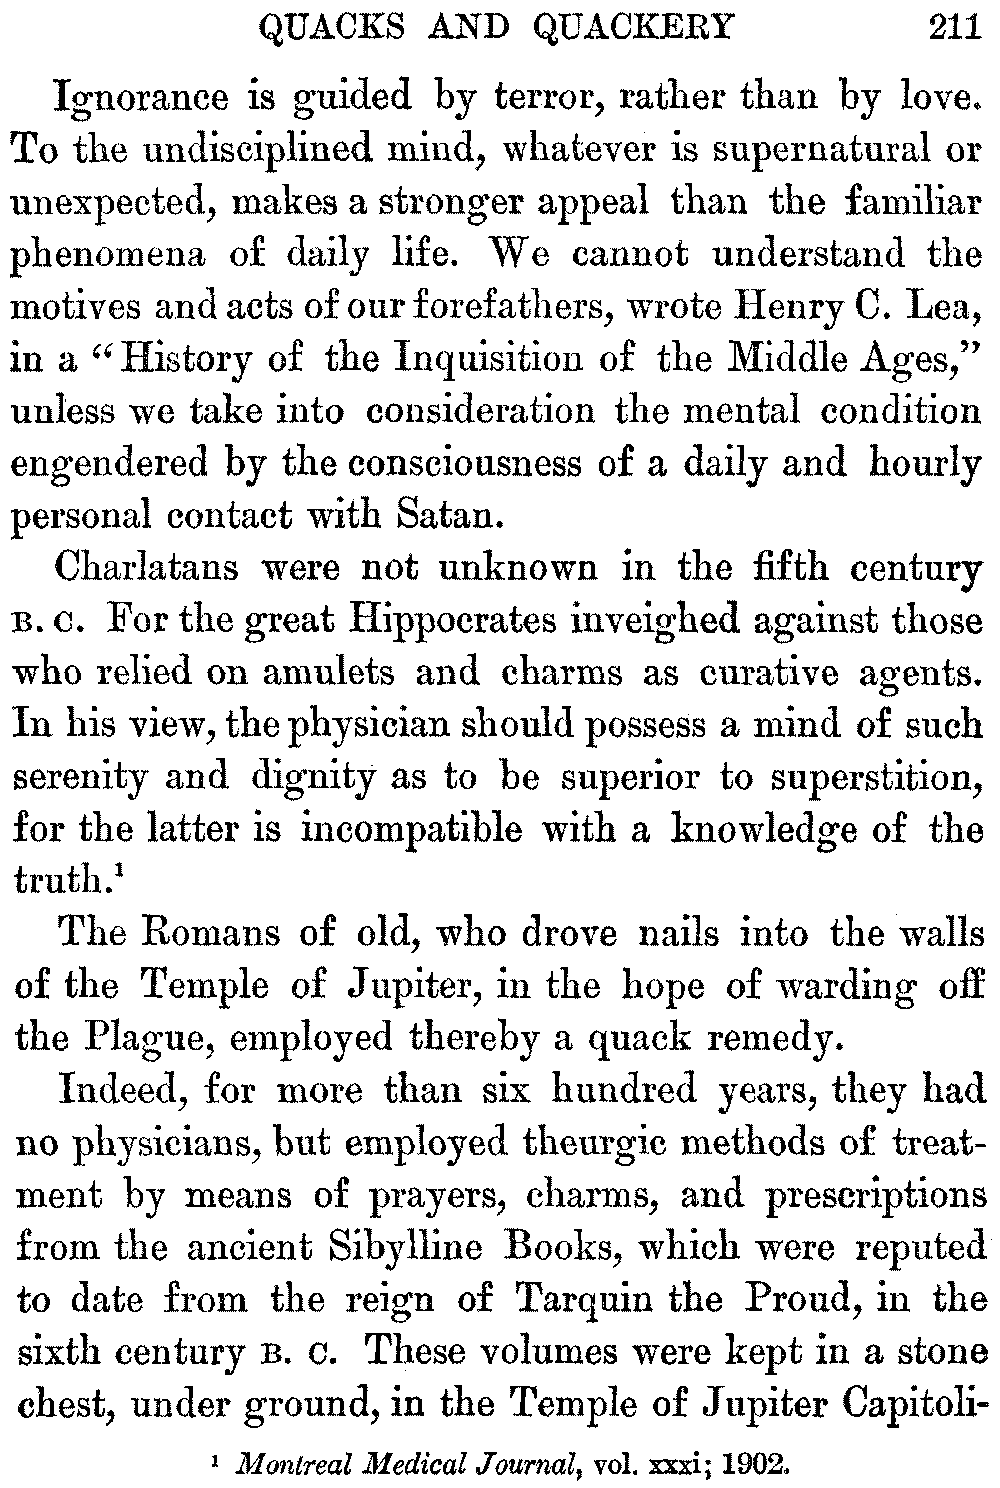 QUACKS AND QUACKERY 211
Ignorance is guided by terror, rather than by love.
To the undisciplined mind, whatever is supernatural or
unexpected, makes a stronger appeal than the familiar
phenomena of daily life. We cannot understand the
motives and acts of our forefathers, wrote Henry C. Lea,
in a “History of the Inquisition of the Middle Ages,”
unless we take into consideration the mental condition
engendered by the consciousness of a daily and hourly
personal contact with Satan.
Charlatans were not unknown in the fifth century
B. C. For the great Hippocrates inveighed against those
who relied on amulets and charms as curative agents.
In his view, the physician should possess a mind of such
serenity and dignity as to be superior to superstition,
for the latter is incompatible with a knowledge of the
truth.¹
The Romans of old, who drove nails into the walls
of the Temple of Jupiter, in the hope of warding off
the Plague, employed thereby a quack remedy.
Indeed, for more than six hundred years, they had
no physicians, but employed theurgic methods of treat-
ment by means of prayers, charms, and prescriptions
from the ancient Sibylline Books, which were reputed
to date from the reign of Tarquin the Proud, in the
sixth century B. C. These volumes were kept in a stone
chest, under ground, in the Temple of Jupiter Capitoli-
¹ Montreal Medical Journal, vol. xxxi; 1902.